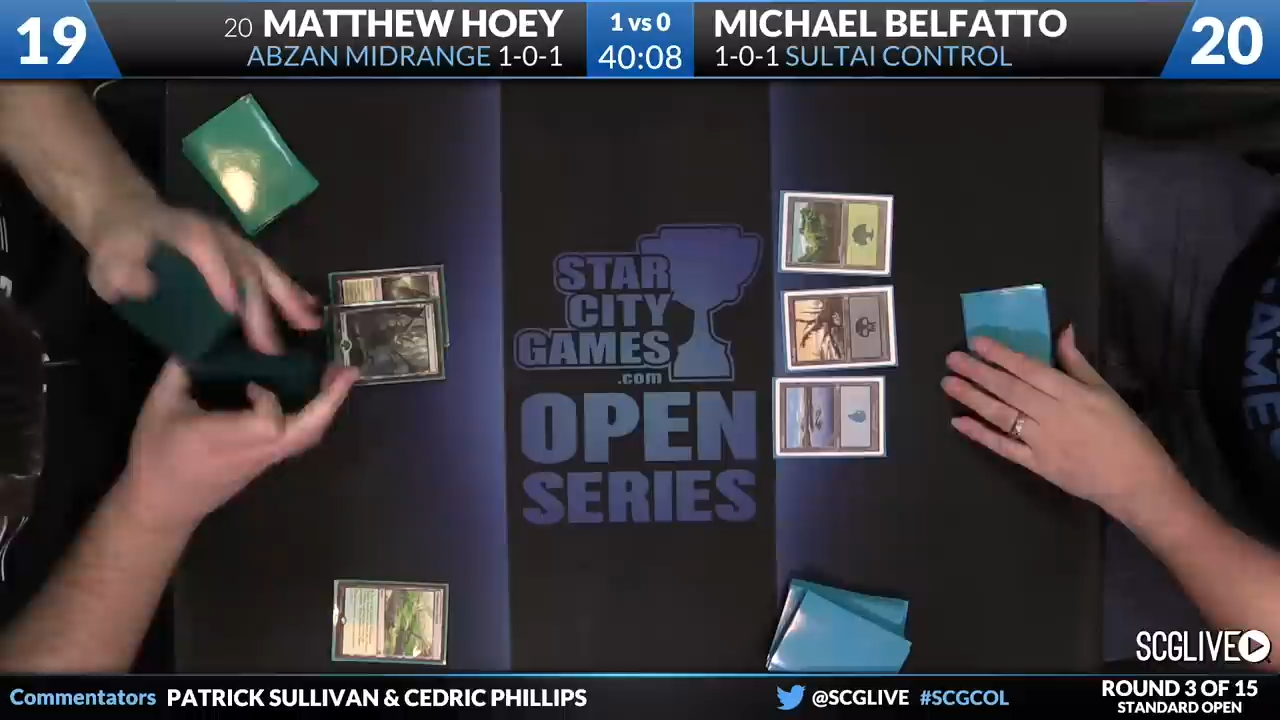 19
20 MATTHEW HOEY
ABZAN MIDRANGE 1-0-1
1 vs 0
40:08
MICHAEL BELFATTO
1-0-1 SULTAI CONTROL
20
STAR
CITY
GAMES
.com
OPEN
SERIES
GAME
SCGLIVE
Commentators PATRICK SULLIVAN & CEDRIC PHILLIPS
@SCGLIVE #SCGCOL
ROUND 3 OF 15
STANDARD OPEN